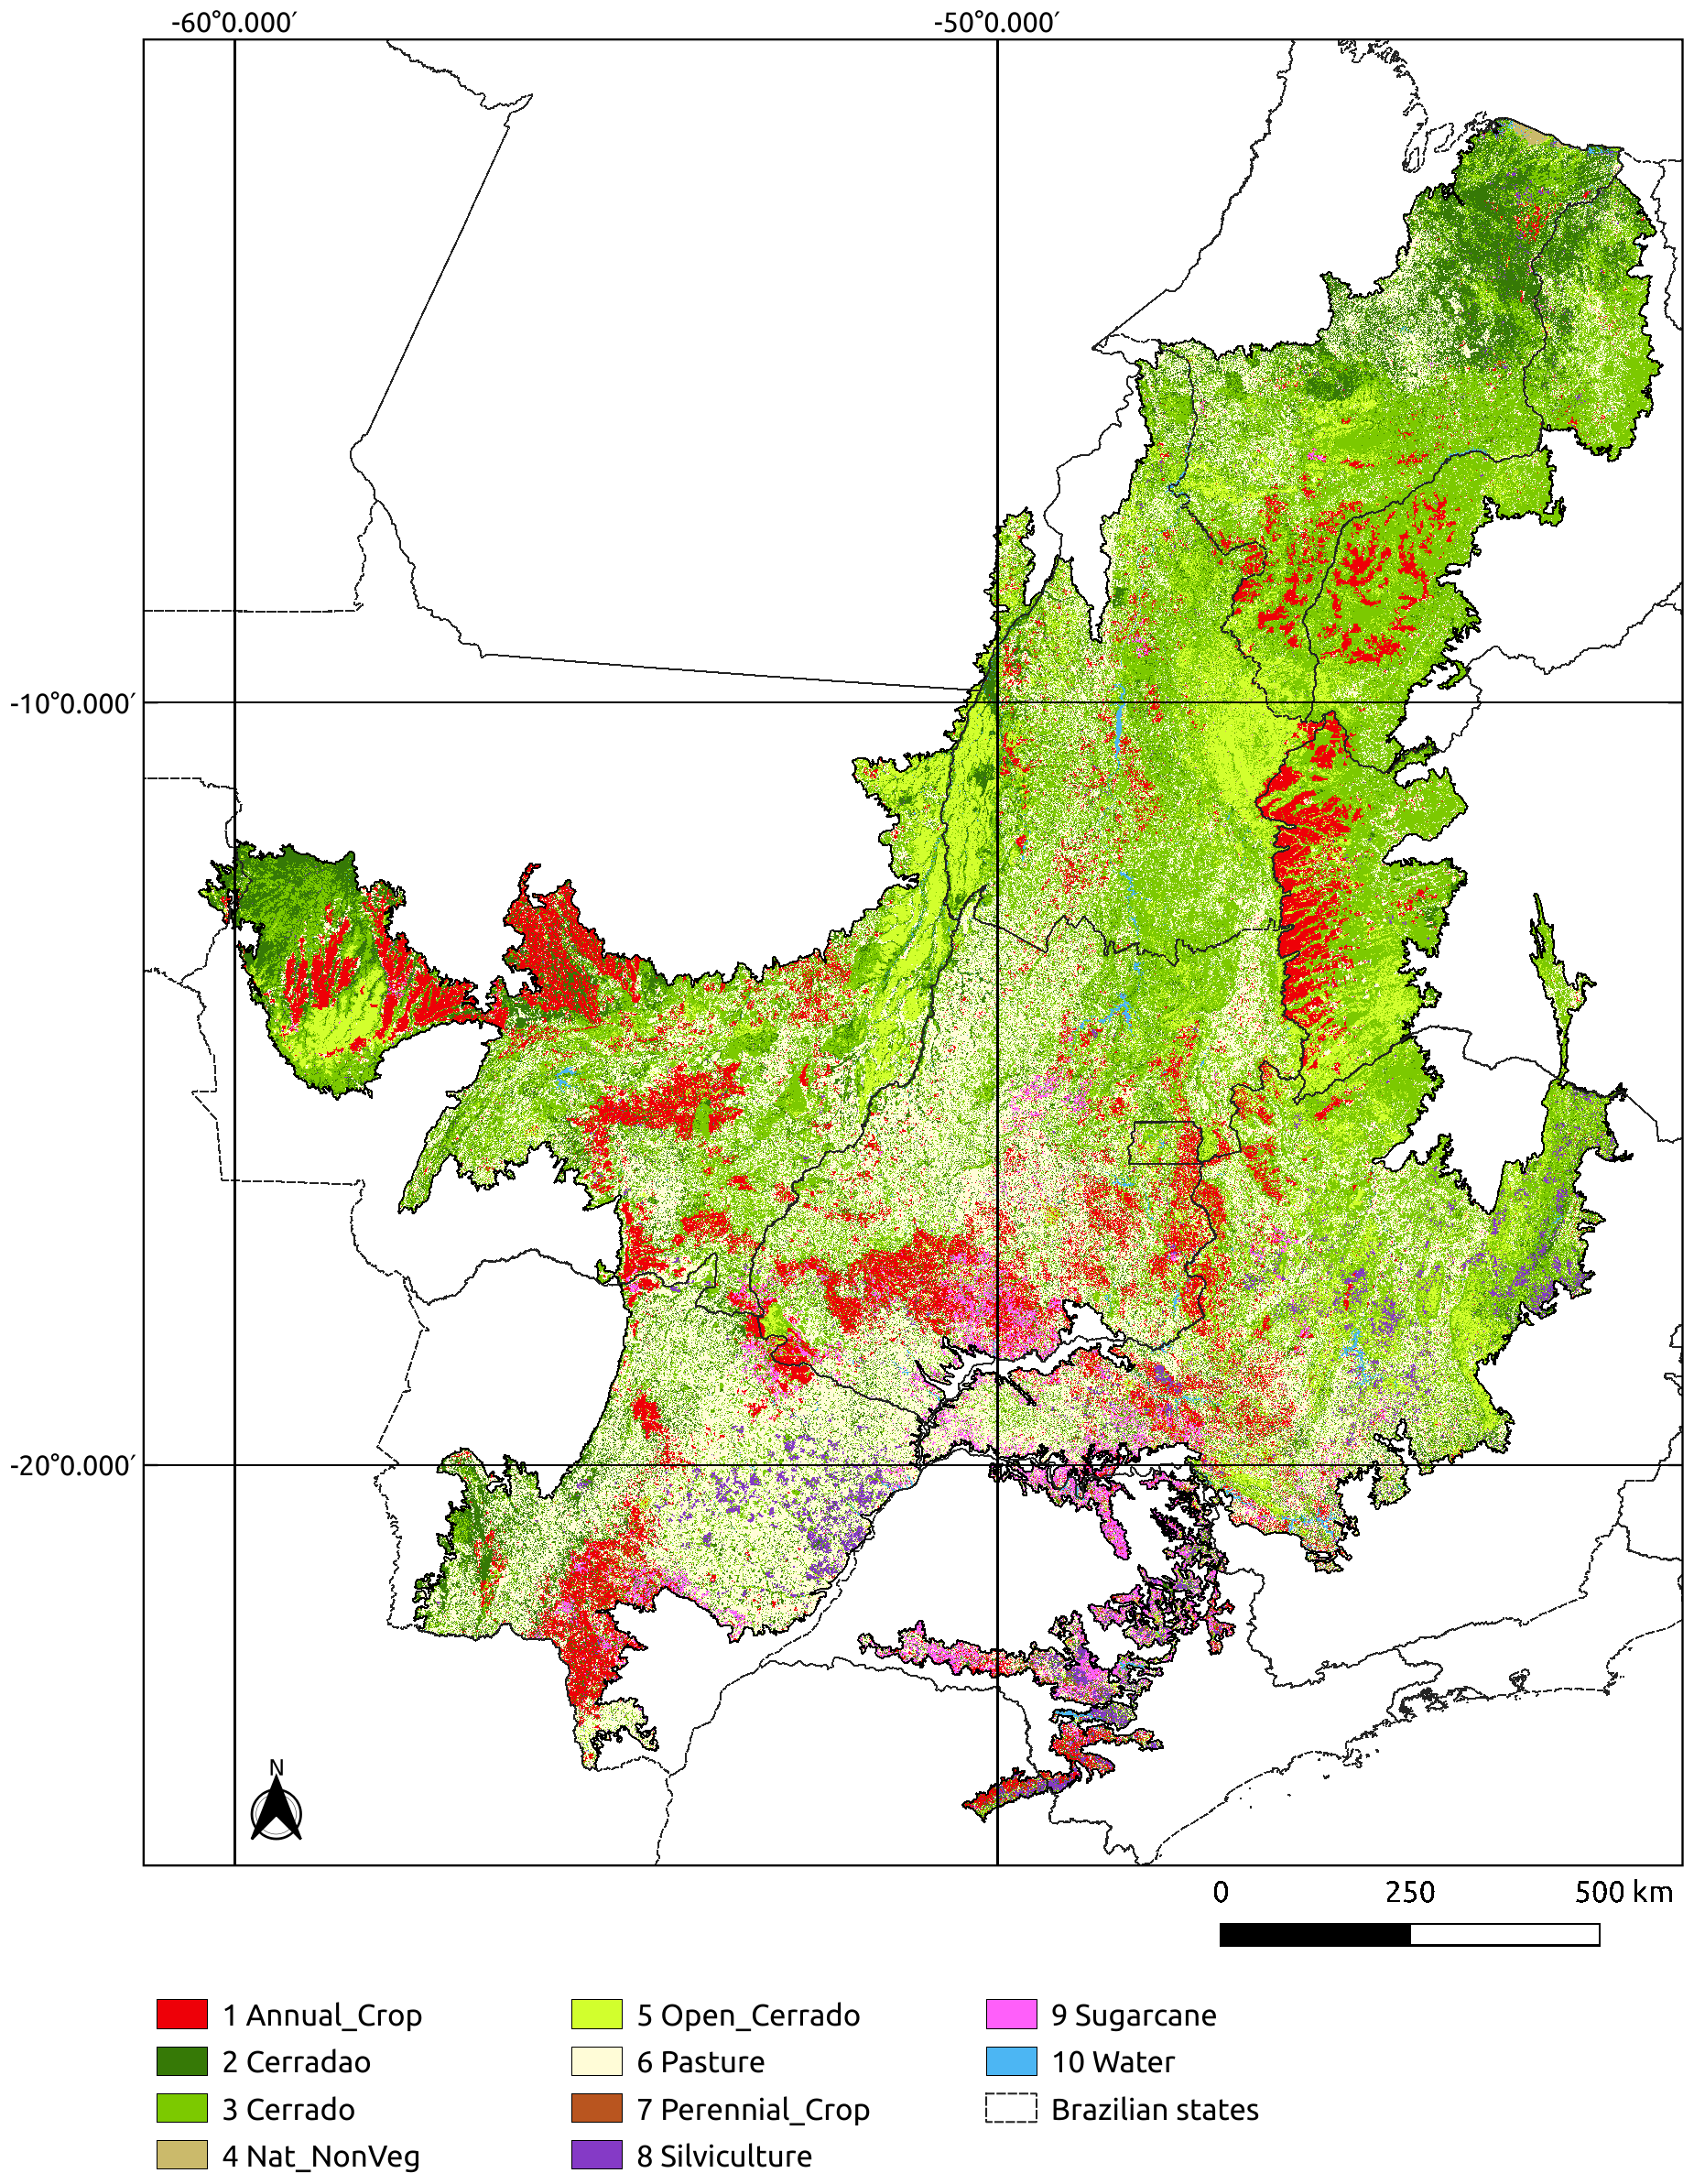 -60°0.000′ -50°0.000′
-10°0.000′
-20°0.000′
N
0 250 500 km
1 Annual_Crop 5 Open_Cerrado 9 Sugarcane
2 Cerradao 6 Pasture 10 Water
3 Cerrado 7 Perennial_Crop Brazilian states
4 Nat_NonVeg 8 Silviculture